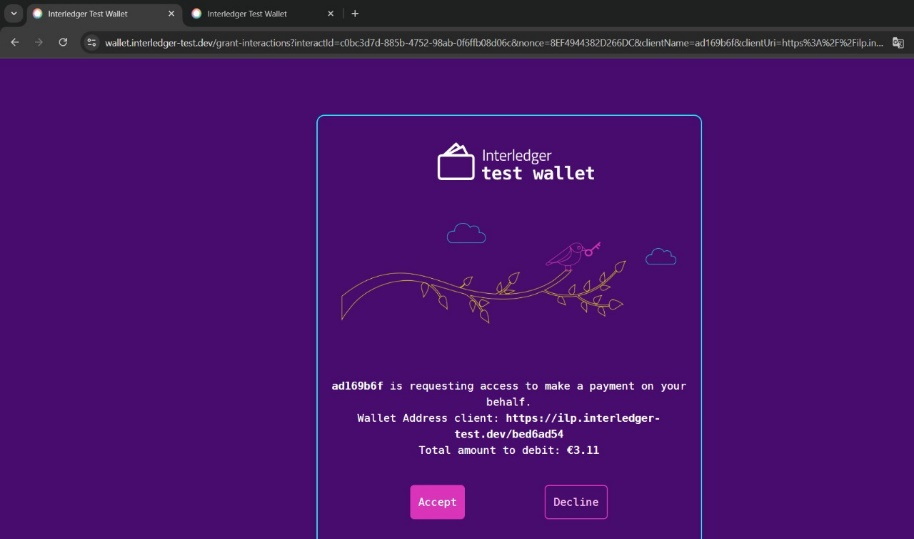 Interledger Test Wallet
Interledger Test Wallet
wallet.interledger-test.dev/grant-interactions?interactId=c0bc3d7d-885b-4752-98ab-0f6ffb08d06c&nonce=8EF4944382D266DC&clientName=ad169b6f&clientUri=https%3A%2F%2Filp.in...
Interledger
test wallet
ad169b6f is requesting access to make a payment on your
behalf.
Wallet Address client: https://ilp.interledger-
test.dev/bed6ad54
Total amount to debit: €3.11
Accept
Decline